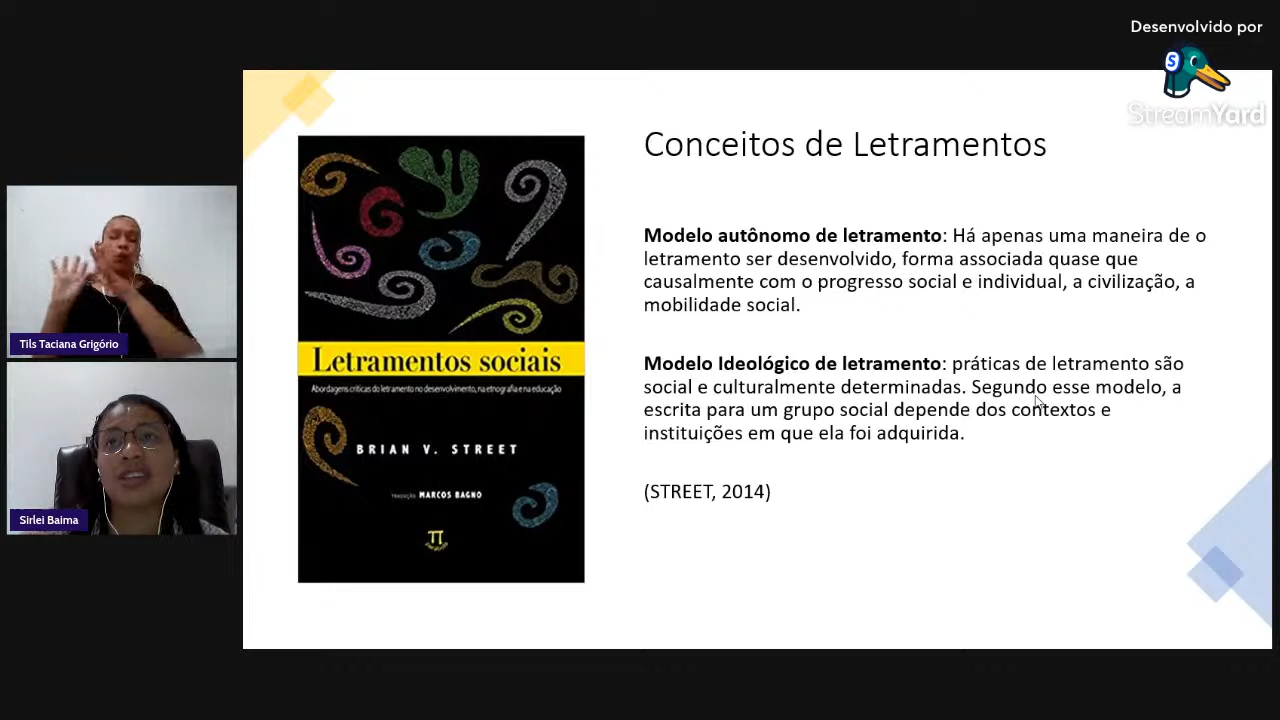 Desenvolvido por
StreamYard
Conceitos de Letramentos
Modelo autônomo de letramento: Há apenas uma maneira de o
letramento ser desenvolvido, forma associada quase que
causalmente com o progresso social e individual, a civilização, a
mobilidade social.
Modelo Ideológico de letramento: práticas de letramento são
social e culturalmente determinadas. Segundo esse modelo, a
escrita para um grupo social depende dos contextos e
instituições em que ela foi adquirida.
(STREET, 2014)
Letramentos sociais
Abordagens críticas do letramento no desenvolvimento, na etnografia e na educação
BRIAN V. STREET
TRADUÇÃO MARCOS BAGNO
Tils Taciana Grigório
Sirlei Baima